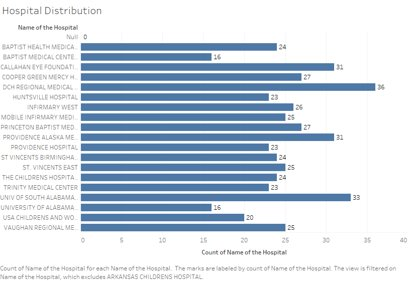 Hospital Distribution
Name of the Hospital
Null 0
BAPTIST HEALTH MEDICA.. 24
BAPTIST MEDICAL CENTE.. 16
CALLAHAN EYE FOUNDATI.. 31
COOPER GREEN MERCY H.. 27
DCH REGIONAL MEDICAL .. 36
HUNTSVILLE HOSPITAL 23
INFIRMARY WEST 26
MOBILE INFIRMARY MEDI.. 25
PRINCETON BAPTIST MED.. 27
PROVIDENCE ALASKA ME.. 31
PROVIDENCE HOSPITAL 23
ST VINCENTS BIRMINGHA.. 24
ST. VINCENTS EAST 25
THE CHILDRENS HOSPITA.. 24
TRINITY MEDICAL CENTER 23
UNIV OF SOUTH ALABAMA.. 33
UNIVERSITY OF ALABAMA.. 16
USA CHILDRENS AND WO.. 20
VAUGHAN REGIONAL ME.. 25
0 5 10 15 20 25 30 35 40
Count of Name of the Hospital
Count of Name of the Hospital for each Name of the Hospital. The marks are labeled by count of Name of the Hospital. The view is filtered on
Name of the Hospital, which excludes ARKANSAS CHILDRENS HOSPITAL.